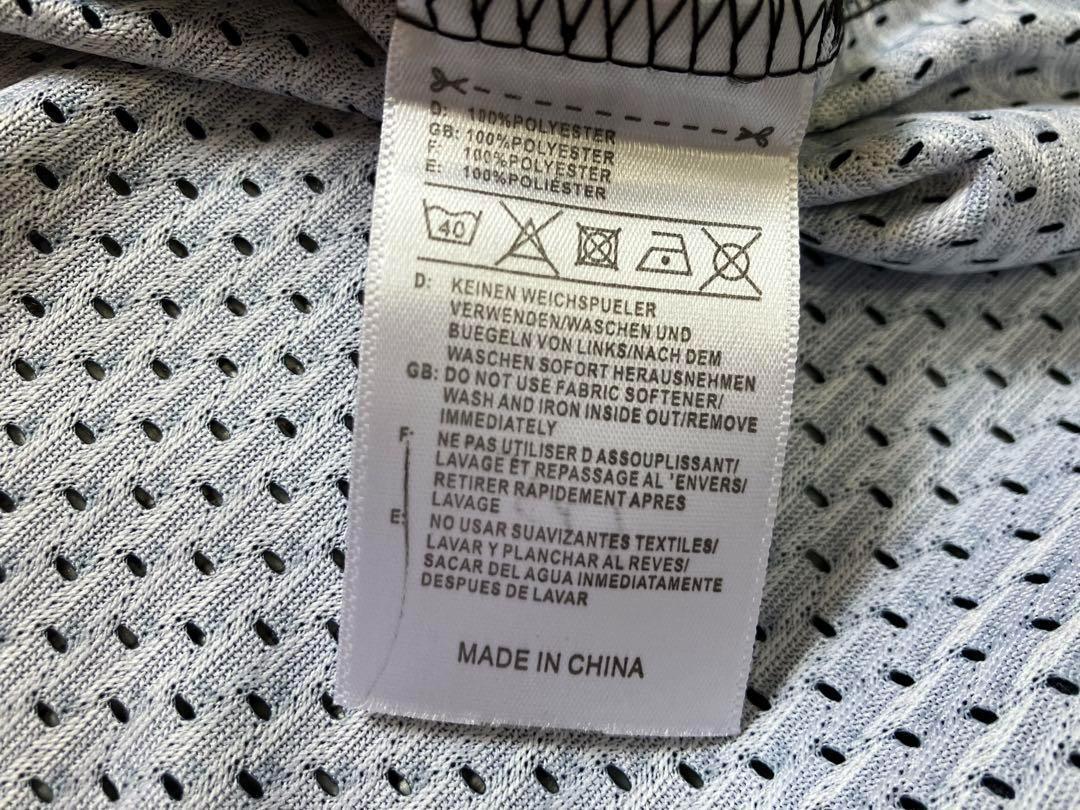 D: 100%POLYESTER
GB: 100%POLYESTER
F: 100%POLYESTER
E: 100%POLIÉSTER
40
D: KEINEN WEICHSPUELER
VERWENDEN/WASCHEN UND
BUEGELN VON LINKS/NACH DEM
WASCHEN SOFORT HERAUSNEHMEN
GB: DO NOT USE FABRIC SOFTENER/
WASH AND IRON INSIDE OUT/REMOVE
IMMEDIATELY
F: NE PAS UTILISER D ASSOUPLISSANT/
LAVAGE ET REPASSAGE AL 'ENVERS/
RETIRER RAPIDEMENT APRES
LAVAGE
E: NO USAR SUAVIZANTES TEXTILES/
LAVAR Y PLANCHAR AL REVES/
SACAR DEL AGUA INMEDIATAMENTE
DESPUES DE LAVAR
MADE IN CHINA